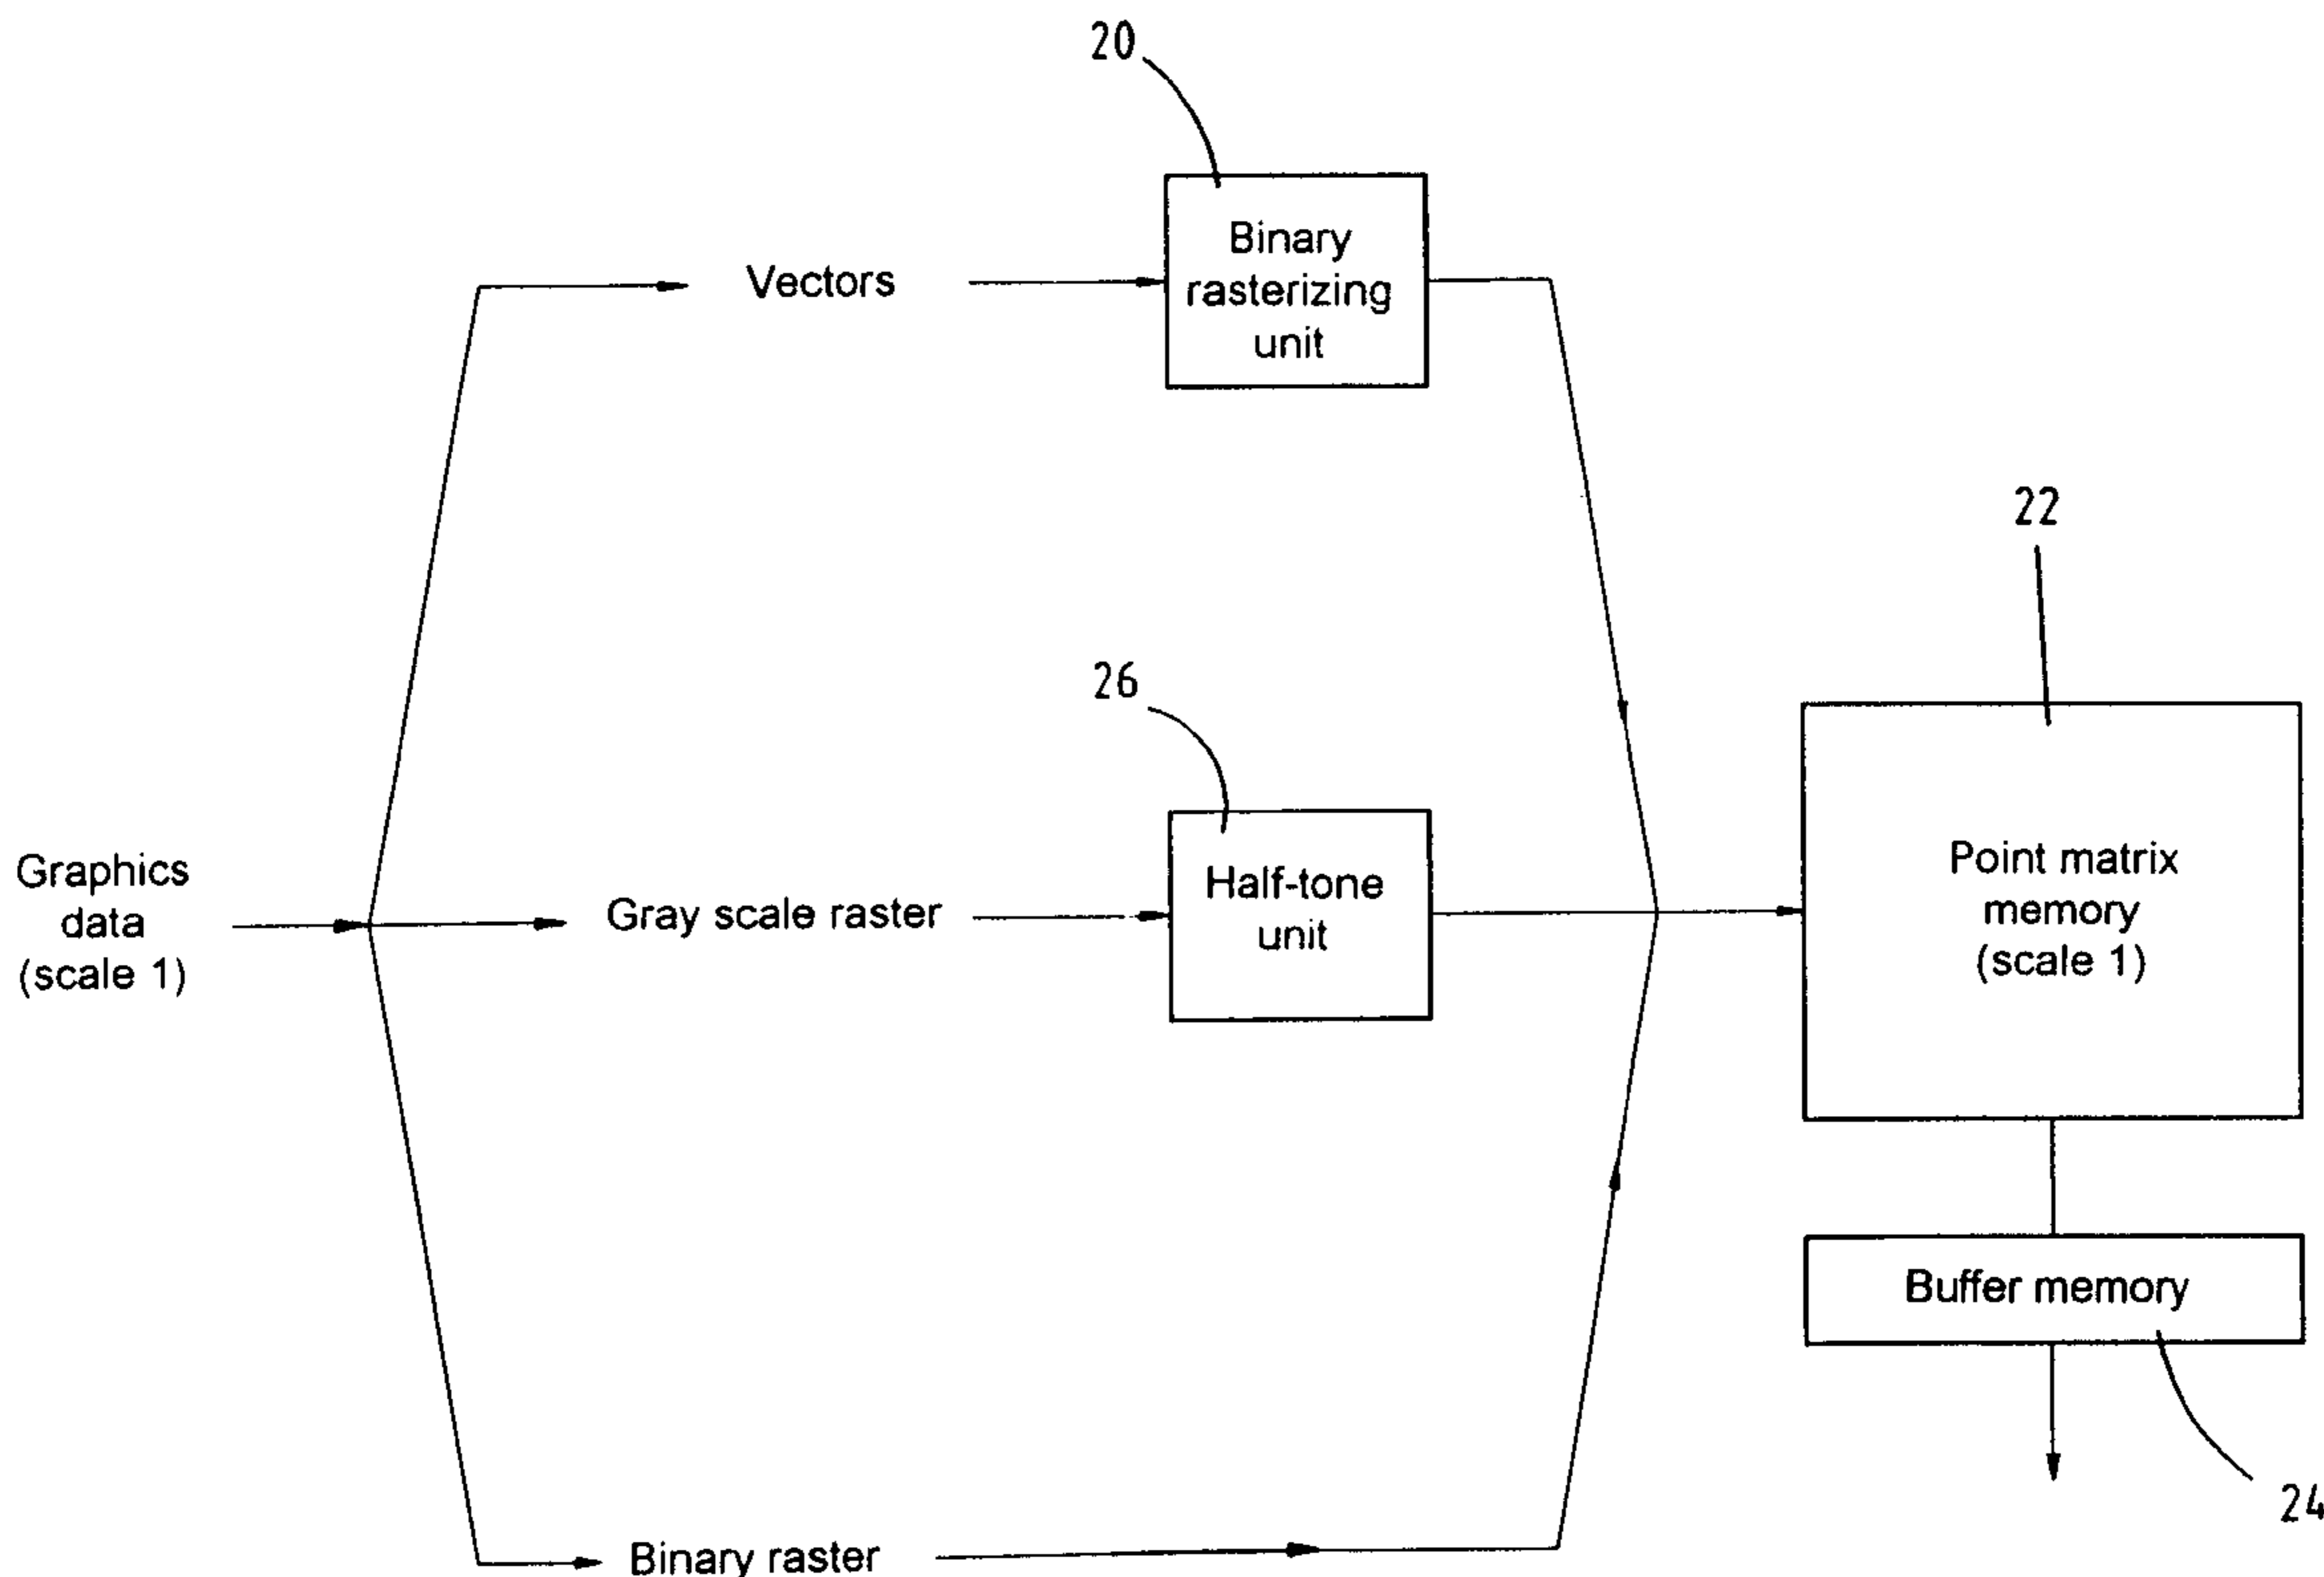 20
Binary
rasterizing
unit
Vectors
22
26
Graphics
data
(scale 1)
Gray scale raster
Half-tone
unit
Point matrix
memory
(scale 1)
Buffer memory
24
Binary raster